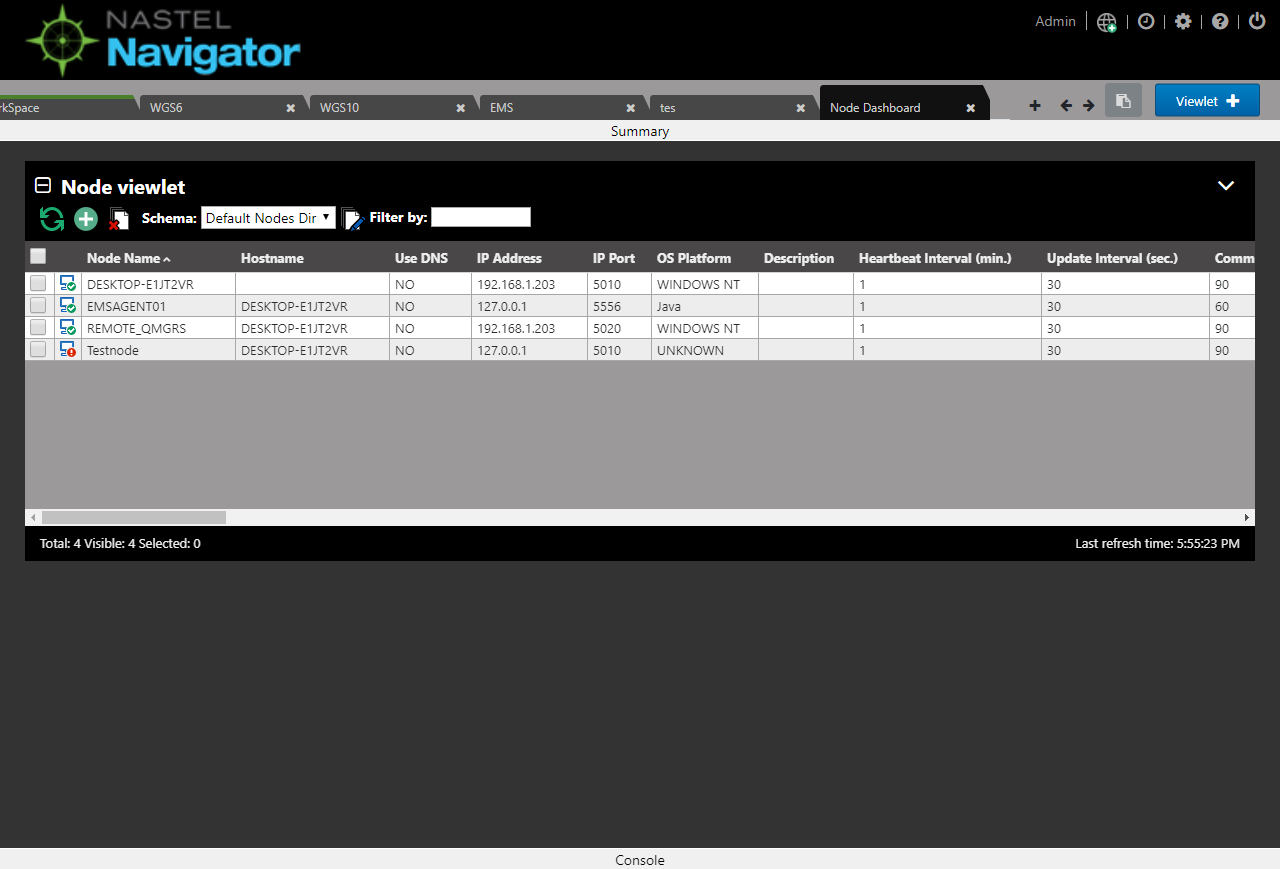 NASTEL
Navigator
Admin
rkSpace WGS6 WGS10 EMS tes Node Dashboard Viewlet
Summary
Node viewlet
Schema: Default Nodes Dir Filter by:
Node Name Hostname Use DNS IP Address IP Port OS Platform Description Heartbeat Interval (min.) Update Interval (sec.) Comm
DESKTOP-E1JT2VR NO 192.168.1.203 5010 WINDOWS NT 1 30 90
EMSAGENT01 DESKTOP-E1JT2VR NO 127.0.0.1 5556 Java 1 30 60
REMOTE_QMGRS DESKTOP-E1JT2VR NO 192.168.1.203 5020 WINDOWS NT 1 30 90
Testnode DESKTOP-E1JT2VR NO 127.0.0.1 5010 UNKNOWN 1 30 90
Total: 4 Visible: 4 Selected: 0 Last refresh time: 5:55:23 PM
Console